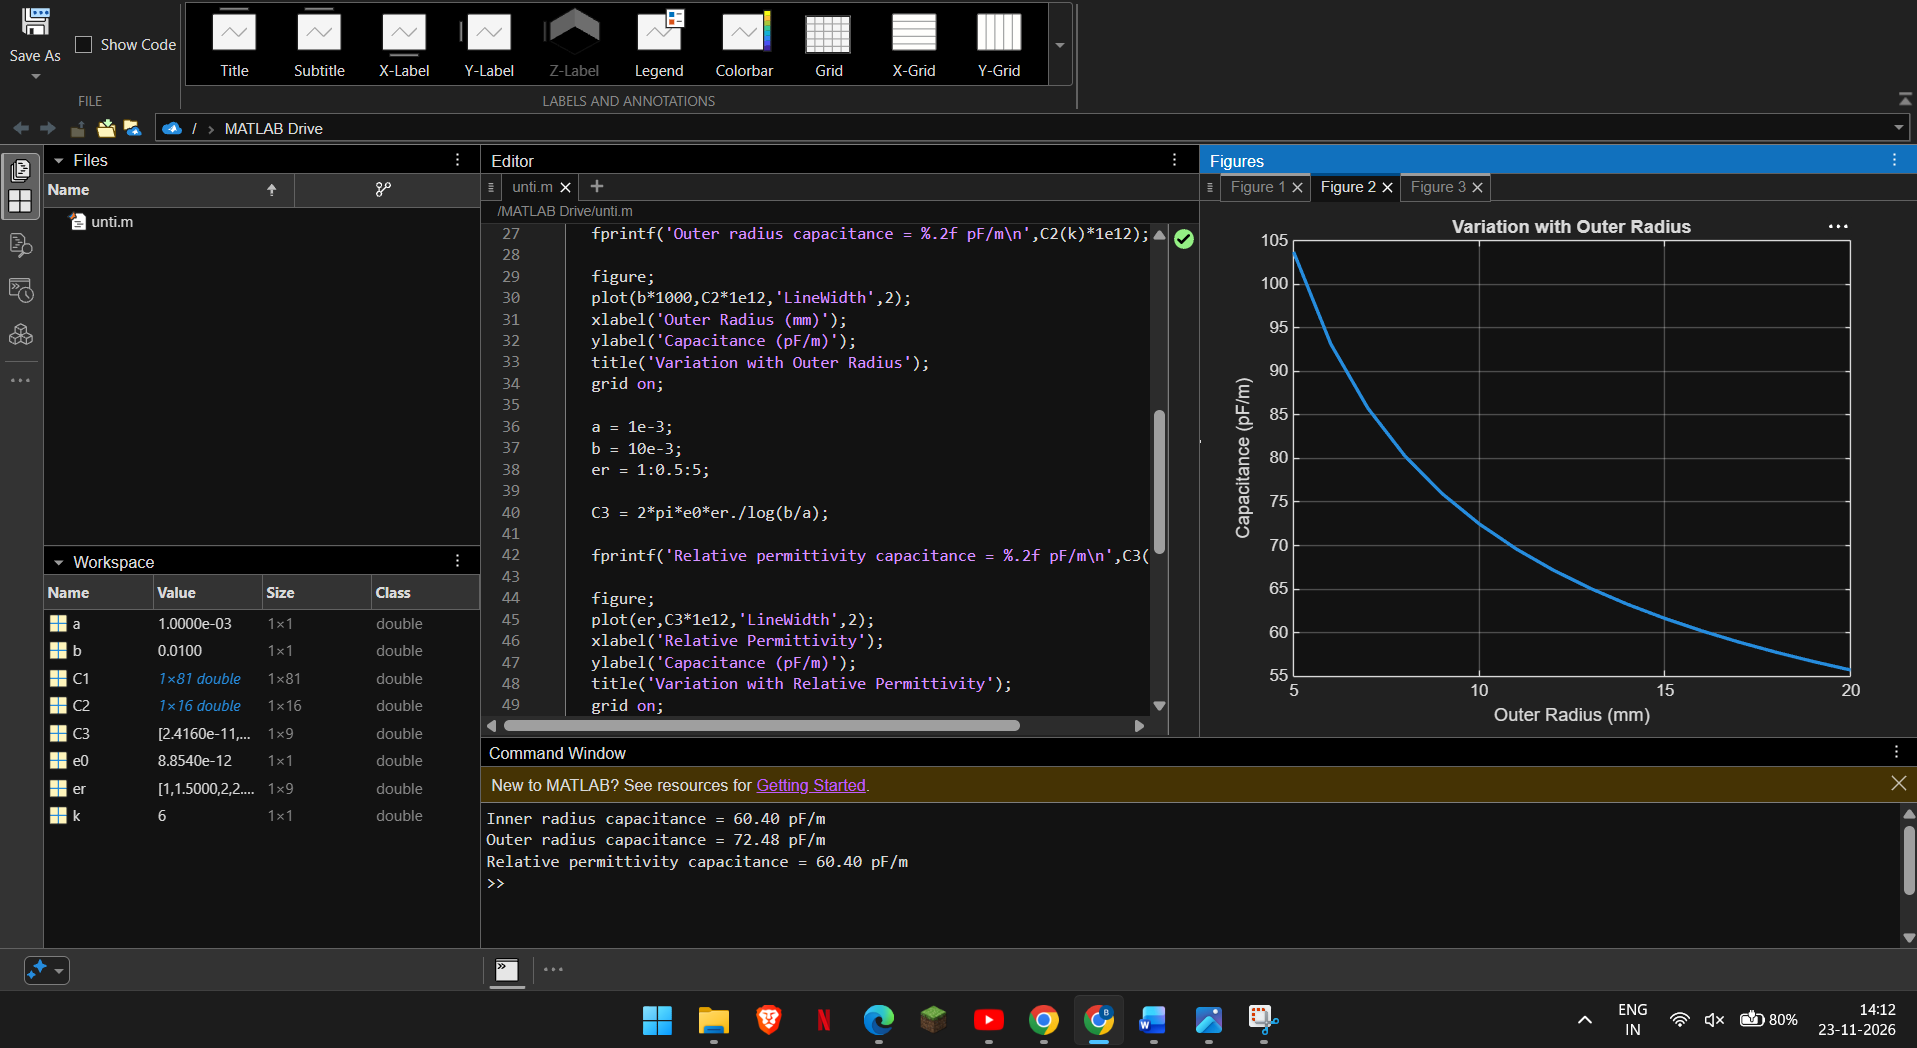 Save As
Show Code
Title
Subtitle
X-Label
Y-Label
Z-Label
Legend
Colorbar
Grid
X-Grid
Y-Grid
FILE
LABELS AND ANNOTATIONS
/ › MATLAB Drive
Files
Name
unti.m
Workspace
Name Value Size Class
a 1.0000e-03 1×1 double
b 0.0100 1×1 double
C1 1×81 double 1×81 double
C2 1×16 double 1×16 double
C3 [2.4160e-11,... 1×9 double
e0 8.8540e-12 1×1 double
er [1,1.5000,2,2.... 1×9 double
k 6 1×1 double
Editor
unti.m
/MATLAB Drive/unti.m
27 fprintf('Outer radius capacitance = %.2f pF/m\n',C2(k)*1e12);
28
29 figure;
30 plot(b*1000,C2*1e12,'LineWidth',2);
31 xlabel('Outer Radius (mm)');
32 ylabel('Capacitance (pF/m)');
33 title('Variation with Outer Radius');
34 grid on;
35
36 a = 1e-3;
37 b = 10e-3;
38 er = 1:0.5:5;
39
40 C3 = 2*pi*e0*er./log(b/a);
41
42 fprintf('Relative permittivity capacitance = %.2f pF/m\n',C3(
43
44 figure;
45 plot(er,C3*1e12,'LineWidth',2);
46 xlabel('Relative Permittivity');
47 ylabel('Capacitance (pF/m)');
48 title('Variation with Relative Permittivity');
49 grid on;
Figures
Figure 1
Figure 2
Figure 3
Variation with Outer Radius
105
100
95
90
85
80
75
70
65
60
55
5 10 15 20
Capacitance (pF/m)
Outer Radius (mm)
Command Window
New to MATLAB? See resources for Getting Started.
Inner radius capacitance = 60.40 pF/m
Outer radius capacitance = 72.48 pF/m
Relative permittivity capacitance = 60.40 pF/m
>>
ENG
IN
80%
14:12
23-11-2026